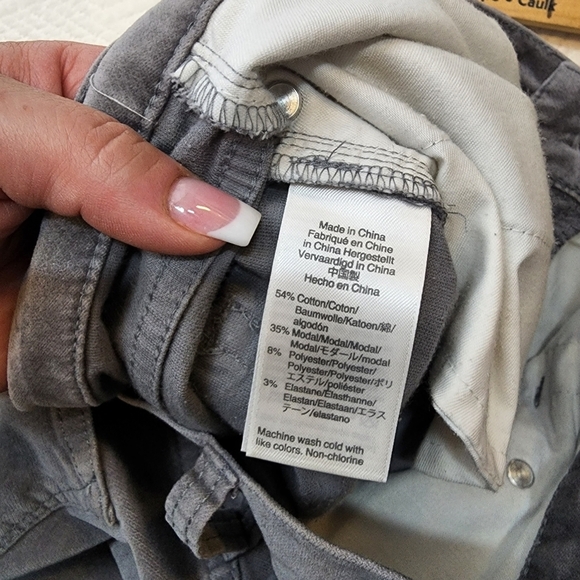 & Caulk
Made in China
Fabriqué en Chine
in China Hergestellt
Vervaardigd in China
中国製
Hecho en China
54% Cotton/Coton/
Baumwolle/Katoen/綿/
algodón
35% Modal/Modal/Modal/
Modal/モダール/modal
8% Polyester/Polyester/
Polyester/Polyester/ポリ
エステル/poliéster
3% Elastane/Élasthanne/
Elastan/Elastaan/エラス
テーン/elastano
Machine wash cold with
like colors. Non-chlorine